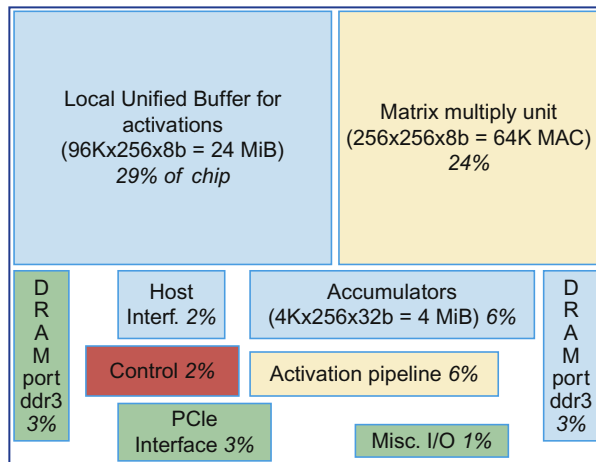 Local Unified Buffer for
activations
(96Kx256x8b = 24 MiB)
29% of chip
Matrix multiply unit
(256x256x8b = 64K MAC)
24%
D
R
A
M
port
ddr3
3%
Host
Interf. 2%
Accumulators
(4Kx256x32b = 4 MiB) 6%
D
R
A
M
port
ddr3
3%
Control 2%
Activation pipeline 6%
PCIe
Interface 3%
Misc. I/O 1%